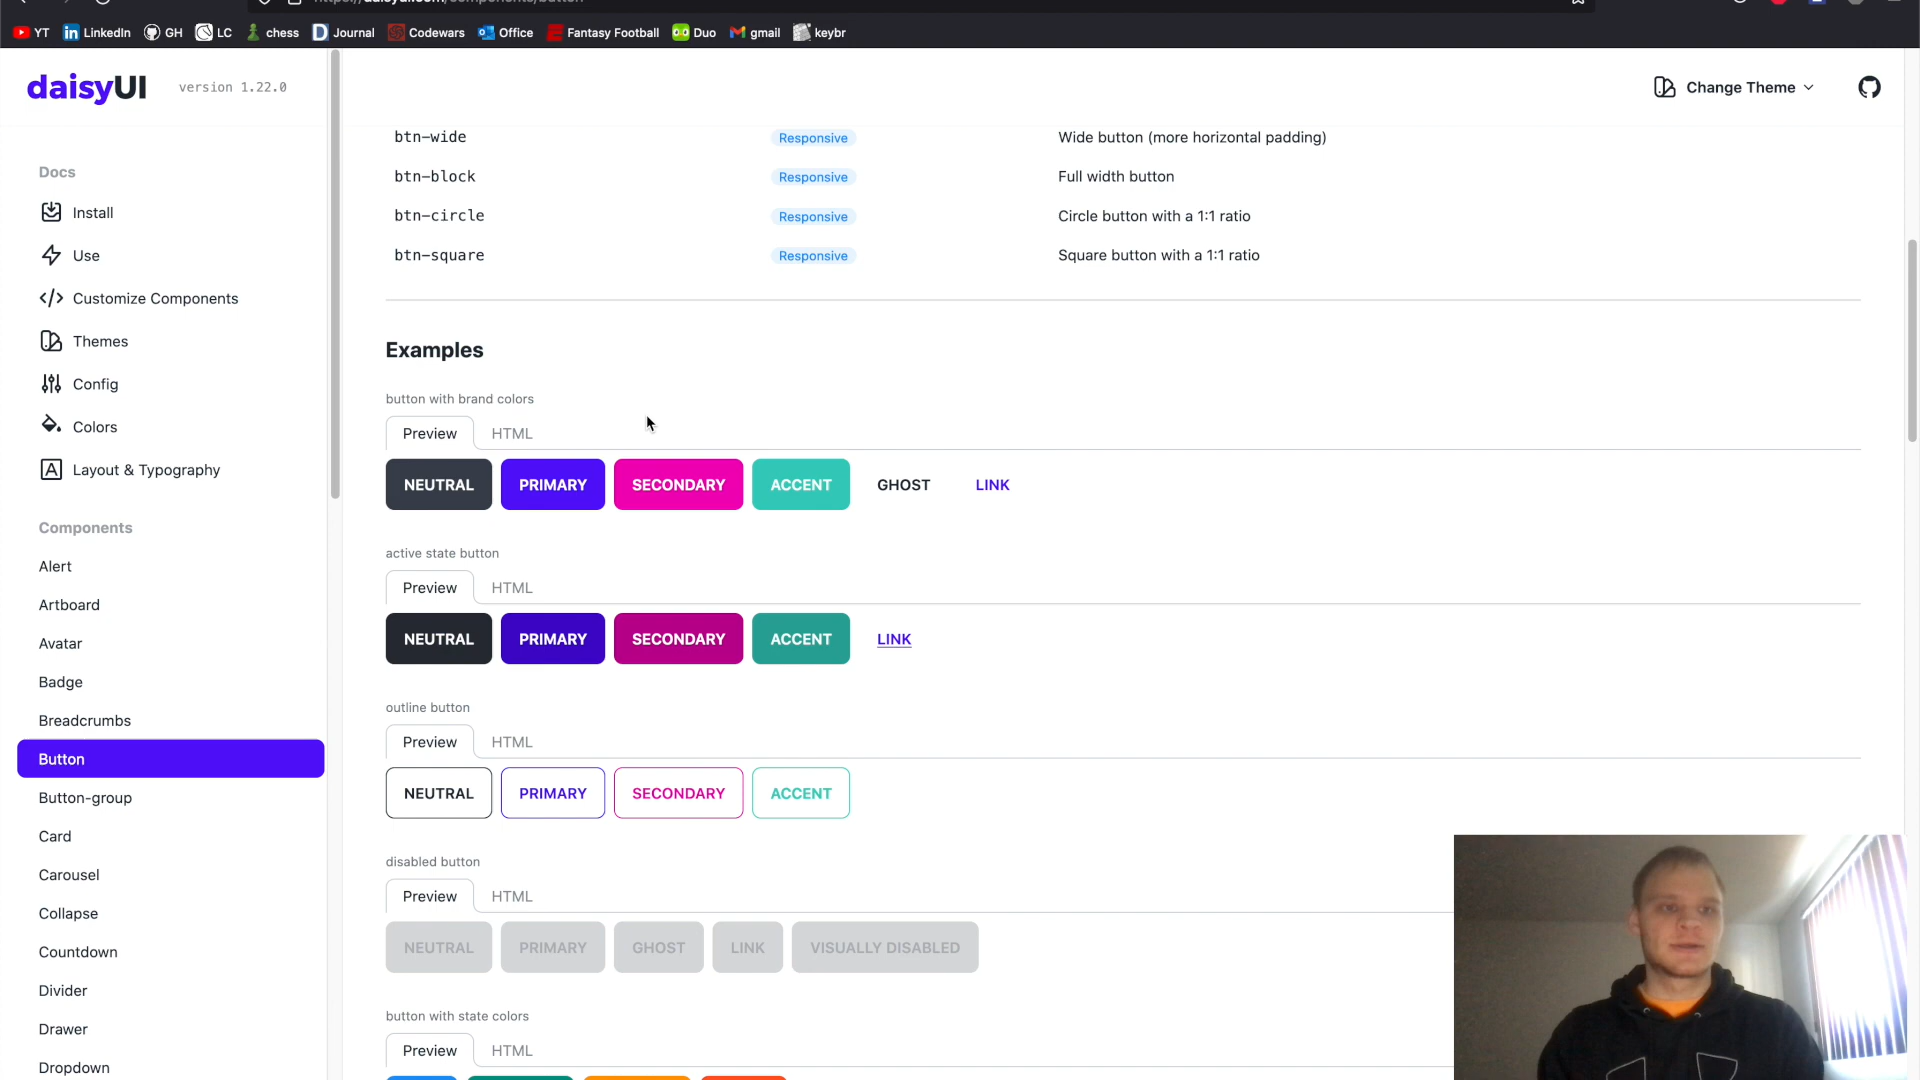 YT LinkedIn GH LC chess Journal Codewars Office Fantasy Football Duo gmail keybr
daisyUI version 1.22.0 Change Theme
Docs
Install
Use
Customize Components
Themes
Config
Colors
Layout & Typography
Components
Alert
Artboard
Avatar
Badge
Breadcrumbs
Button
Button-group
Card
Carousel
Collapse
Countdown
Divider
Drawer
Dropdown
btn-wide Responsive Wide button (more horizontal padding)
btn-block Responsive Full width button
btn-circle Responsive Circle button with a 1:1 ratio
btn-square Responsive Square button with a 1:1 ratio
Examples
button with brand colors
Preview HTML
NEUTRAL PRIMARY SECONDARY ACCENT GHOST LINK
active state button
Preview HTML
NEUTRAL PRIMARY SECONDARY ACCENT LINK
outline button
Preview HTML
NEUTRAL PRIMARY SECONDARY ACCENT
disabled button
Preview HTML
NEUTRAL PRIMARY GHOST LINK VISUALLY DISABLED
button with state colors
Preview HTML